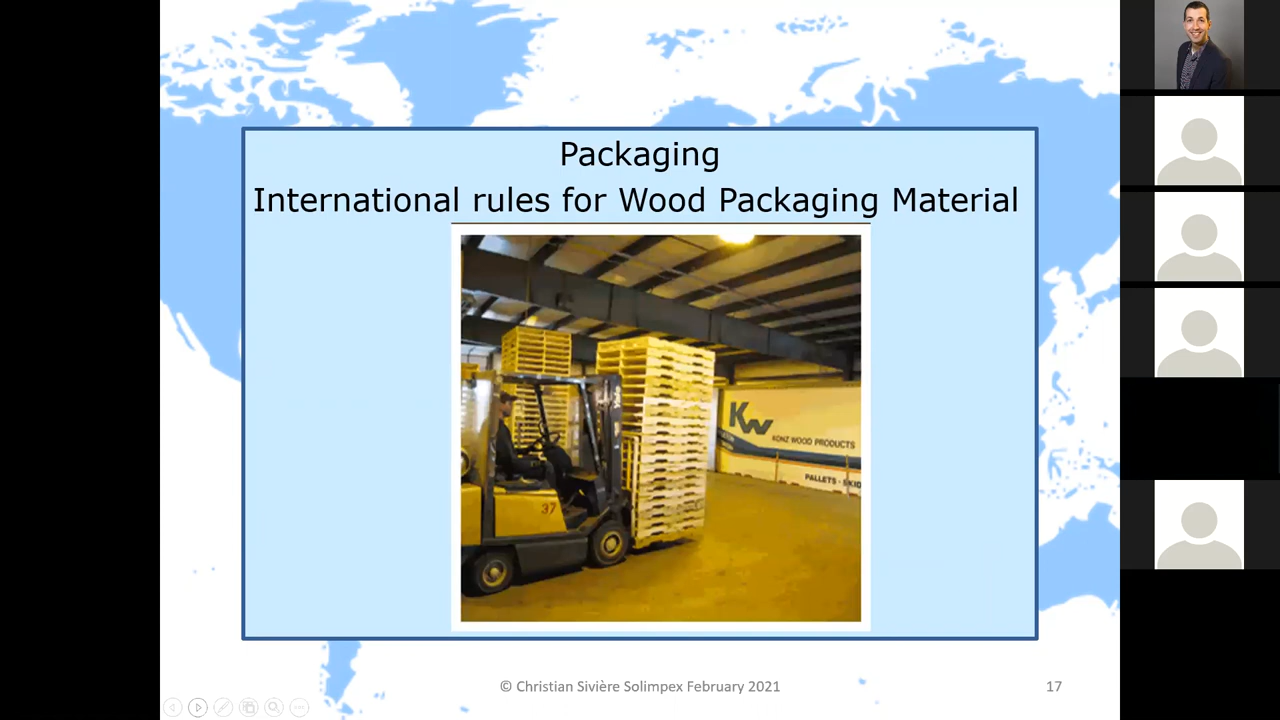 Packaging
International rules for Wood Packaging Material
KW
KONZ WOOD PRODUCTS
PALLETS - SKID
37
© Christian Sivière Solimpex February 2021
17